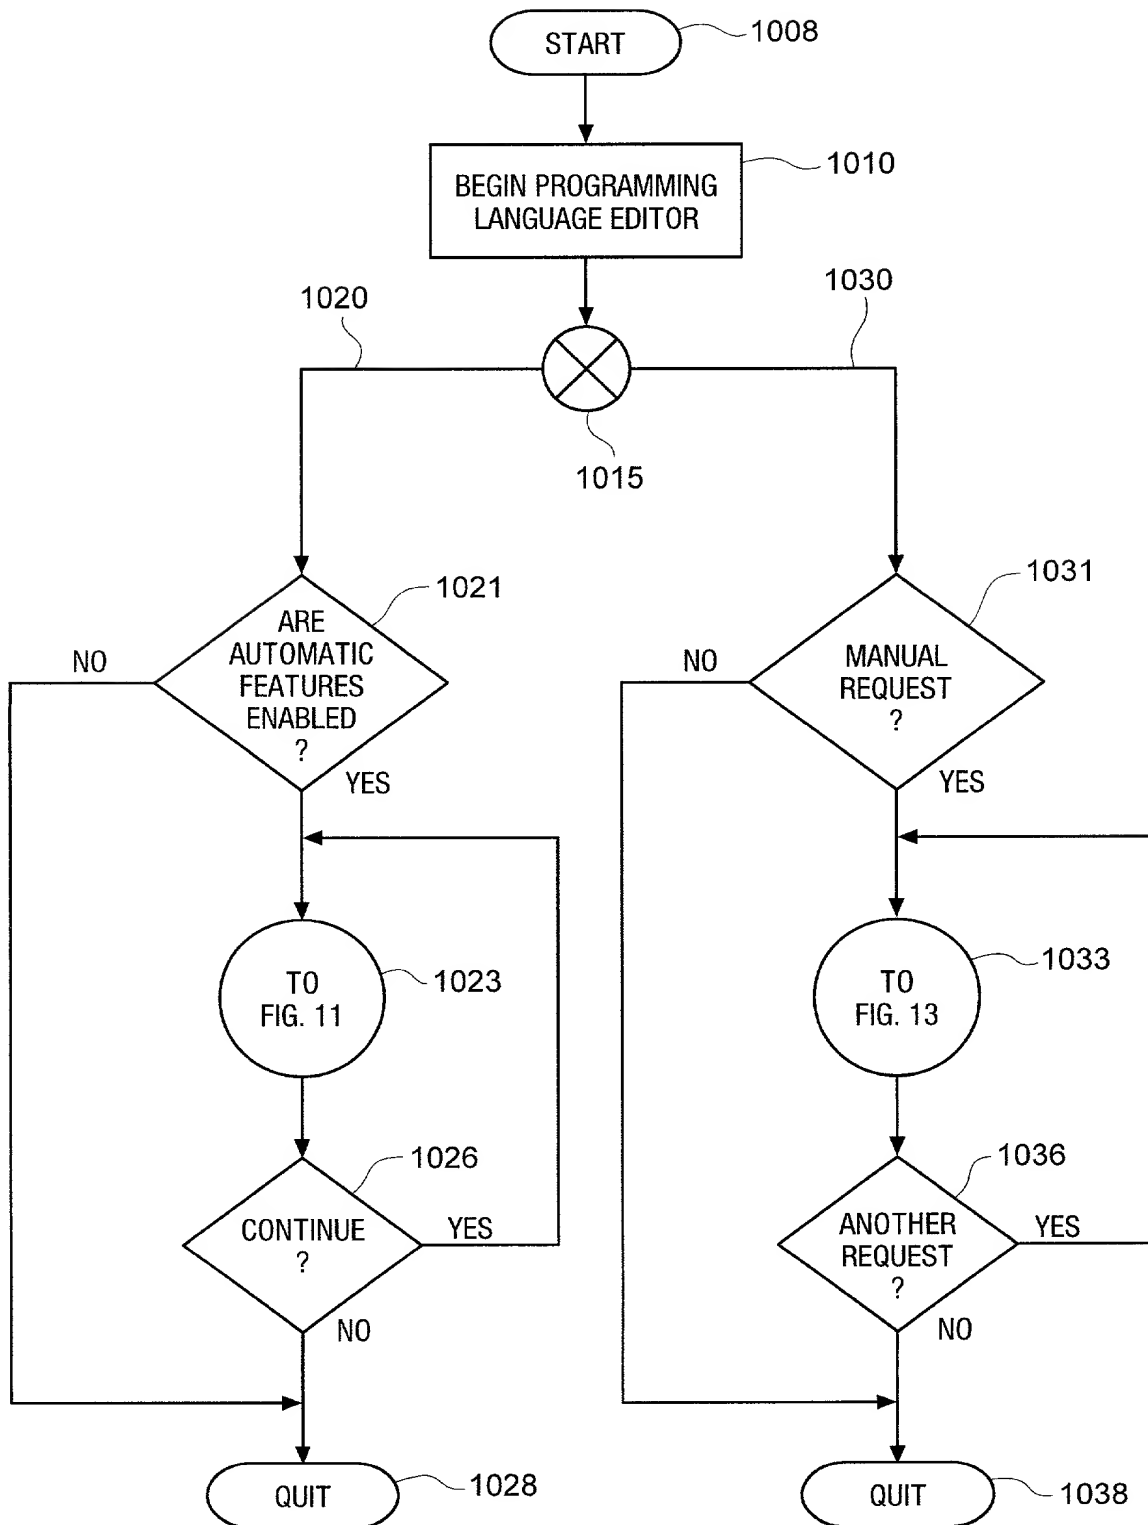 START
1008
BEGIN PROGRAMMING
LANGUAGE EDITOR
1010
1020
1030
1015
ARE
AUTOMATIC
FEATURES
ENABLED
?
1021
NO
YES
MANUAL
REQUEST
?
1031
NO
YES
TO
FIG. 11
1023
TO
FIG. 13
1033
CONTINUE
?
1026
YES
NO
ANOTHER
REQUEST
?
1036
YES
NO
QUIT
1028
QUIT
1038